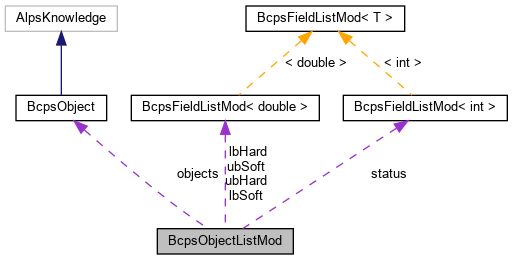 AlpsKnowledge
BcpsFieldListMod< T >
< double >
< int >
BcpsObject
BcpsFieldListMod< double >
BcpsFieldListMod< int >
lbHard
ubSoft
objects
ubHard
status
lbSoft
BcpsObjectListMod